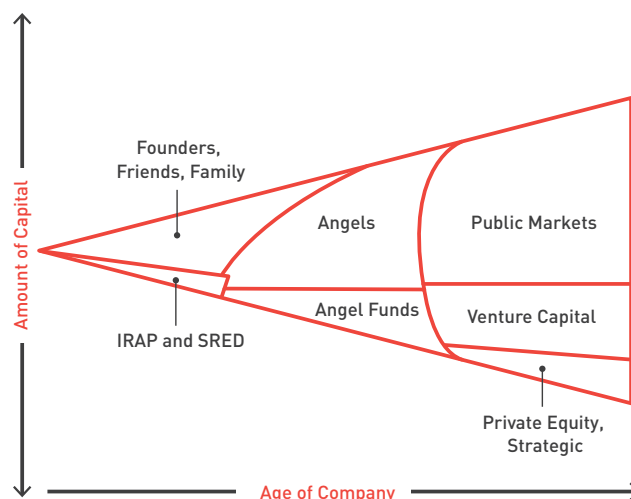 Amount of Capital
Founders,
Friends, Family
Angels
Public Markets
Angel Funds
Venture Capital
IRAP and SRED
Private Equity,
Strategic
Age of Company